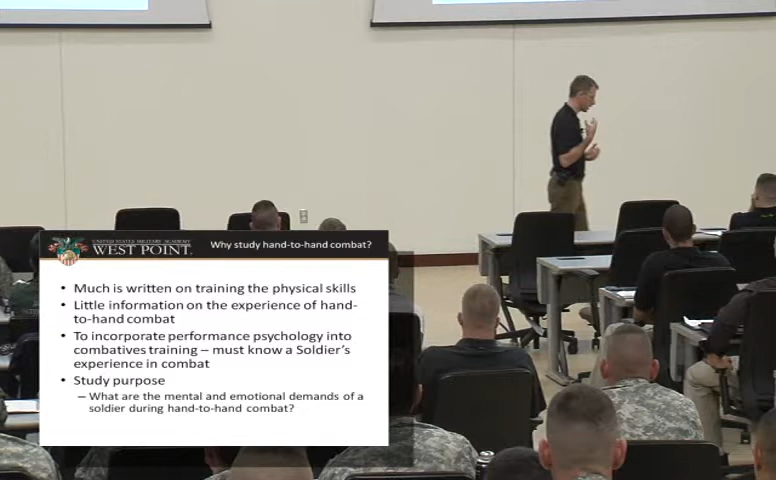 UNITED STATES MILITARY ACADEMY
WEST POINT.
Why study hand-to-hand combat?
• Much is written on training the physical skills
• Little information on the experience of hand-
to-hand combat
• To incorporate performance psychology into
combatives training – must know a Soldier's
experience in combat
• Study purpose
– What are the mental and emotional demands of a
soldier during hand-to-hand combat?